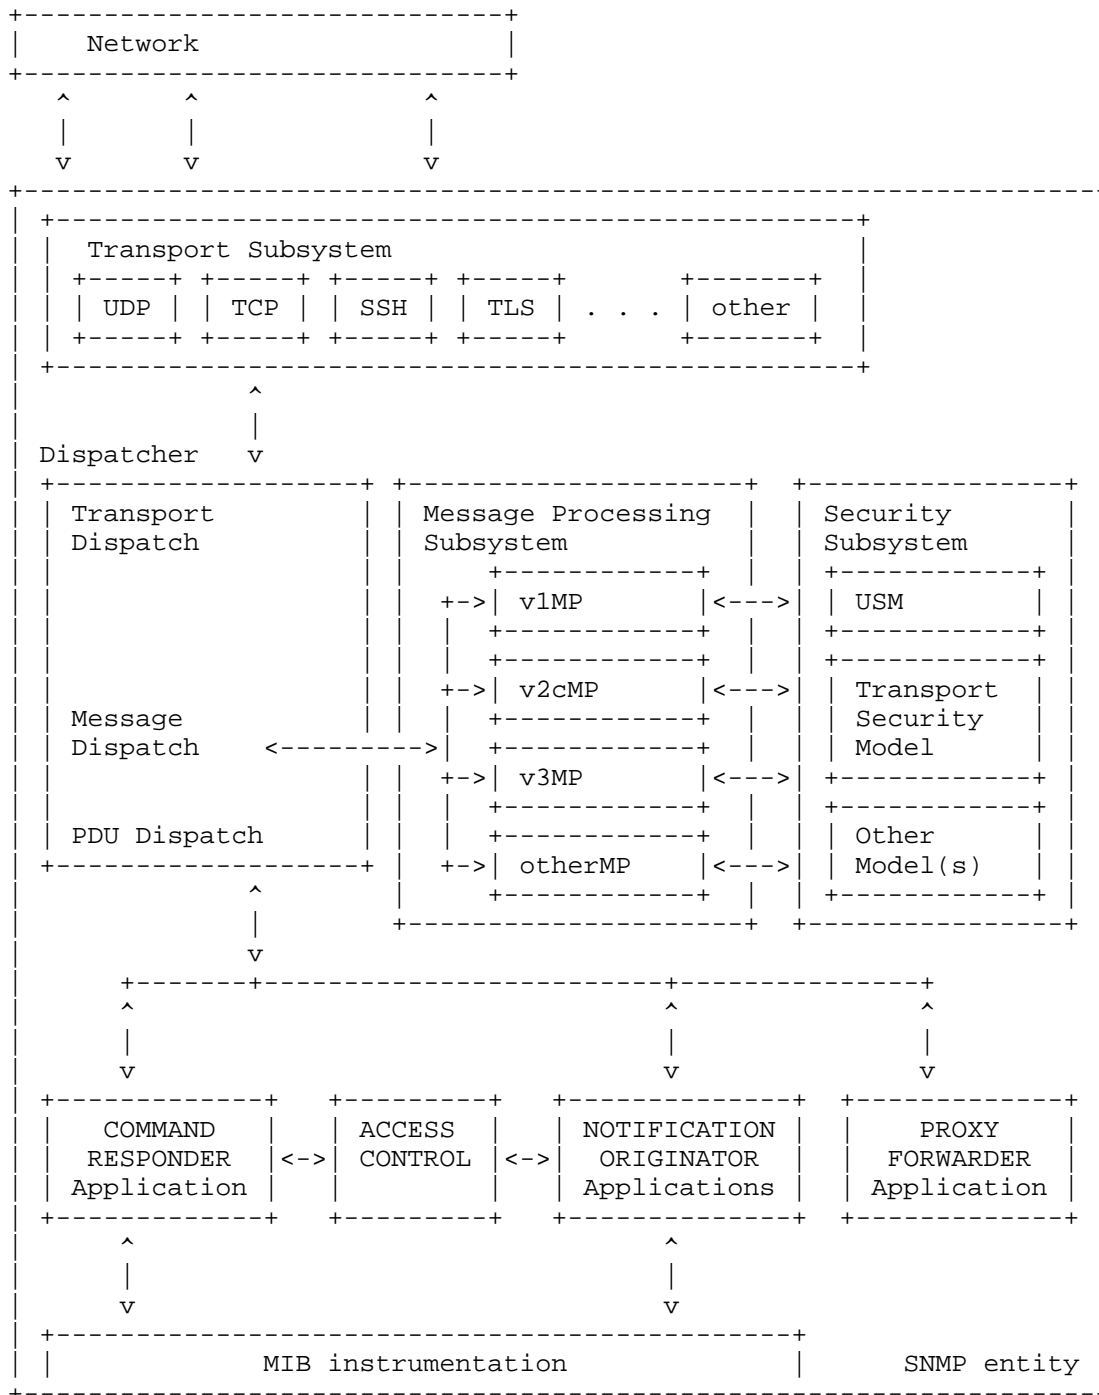 Network
Transport Subsystem
UDP TCP SSH TLS . . . other
Dispatcher
Transport Message Processing Security
Dispatch Subsystem Subsystem
v1MP USM
v2cMP Transport
Message Security
Dispatch Model
v3MP
PDU Dispatch Other
otherMP Model(s)
COMMAND ACCESS NOTIFICATION PROXY
RESPONDER CONTROL ORIGINATOR FORWARDER
Application Applications Application
MIB instrumentation SNMP entity